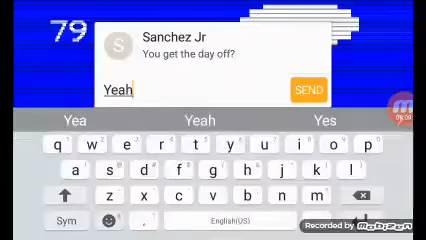 79
S
Sanchez Jr
You get the day off?
Yeah
SEND
Yea Yeah Yes
q w e r t y u i o p
a s d f g h j k l
z x c v b n m
Sym , English(US) .
Recorded by Mobizen